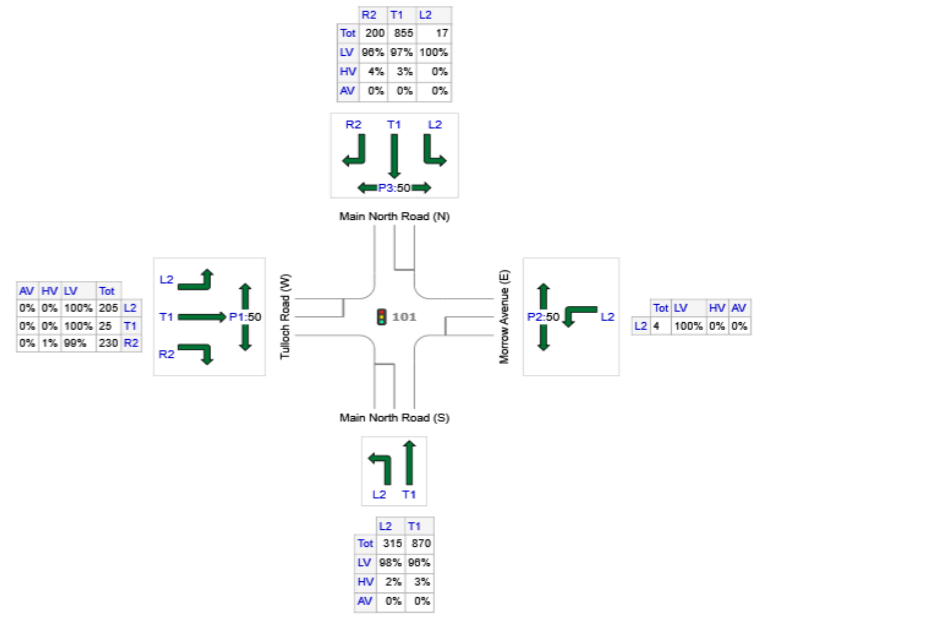 R2 T1 L2
Tot 200 855 17
LV 96% 97% 100%
HV 4% 3% 0%
AV 0% 0% 0%
R2 T1 L2
P3:50
Main North Road (N)
AV HV LV Tot
0% 0% 100% 205 L2
0% 0% 100% 25 T1
0% 1% 99% 230 R2
L2
T1
R2
P1:50
Tulloch Road (W)
101
Morrow Avenue (E)
P2:50
L2
Tot LV HV AV
L2 4 100% 0% 0%
Main North Road (S)
L2 T1
L2 T1
Tot 315 870
LV 98% 96%
HV 2% 3%
AV 0% 0%